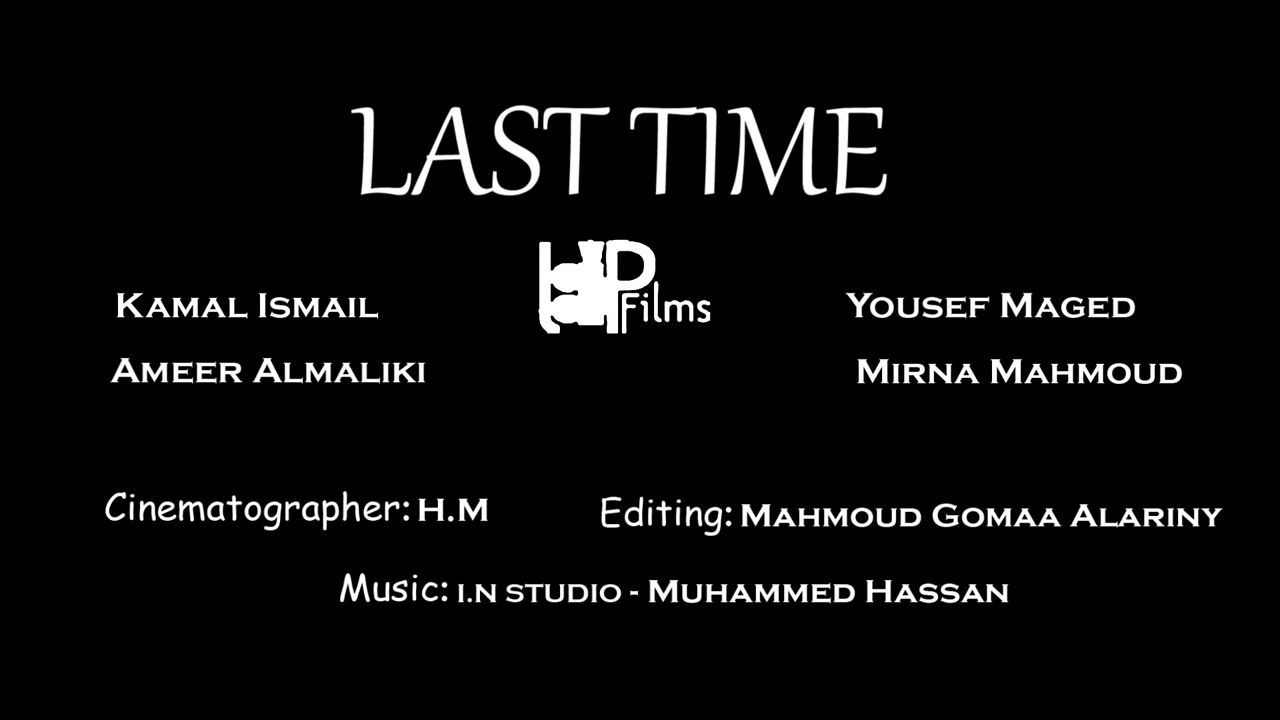 LAST TIME
Films
KAMAL ISMAIL
YOUSEF MAGED
AMEER ALMALIKI
MIRNA MAHMOUD
Cinematographer: H.M
Editing: MAHMOUD GOMAA ALARINY
Music: I.N STUDIO - MUHAMMED HASSAN